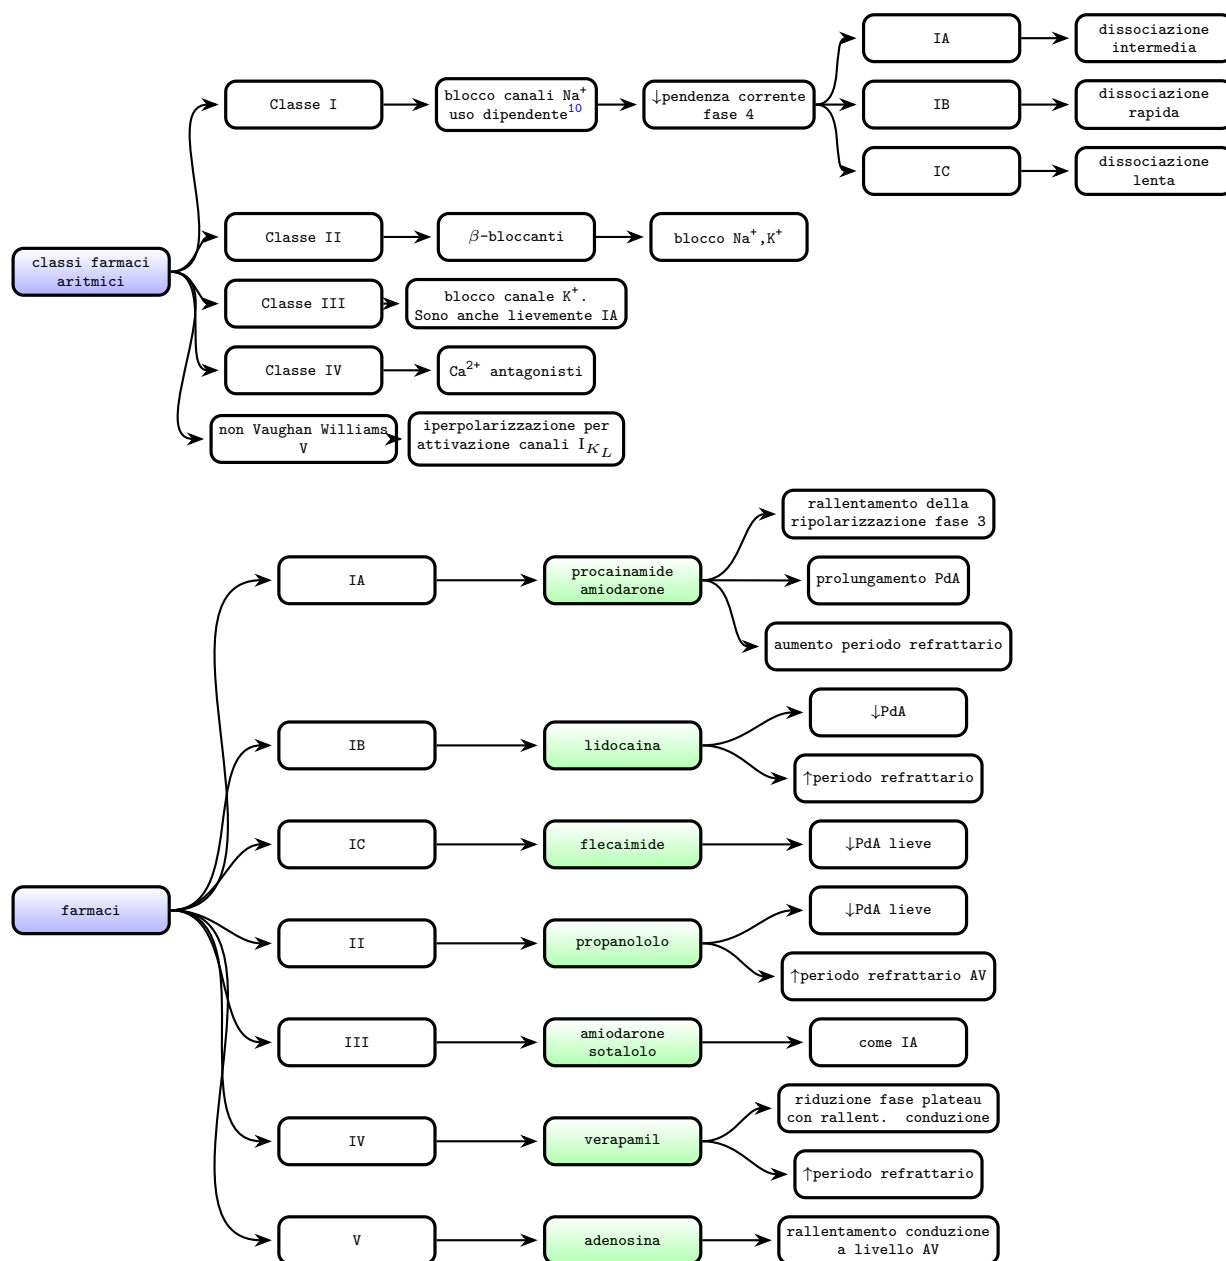 classi farmaci
aritmici
Classe I
blocco canali Na⁺
uso dipendente¹⁰
↓pendenza corrente
fase 4
IA
dissociazione
intermedia
IB
dissociazione
rapida
IC
dissociazione
lenta
Classe II
β-bloccanti
blocco Na⁺,K⁺
Classe III
blocco canale K⁺.
Sono anche lievemente IA
Classe IV
Ca²⁺ antagonisti
non Vaughan Williams
V
iperpolarizzazione per
attivazione canali I_{K_L}
farmaci
IA
procainamide
amiodarone
rallentamento della
ripolarizzazione fase 3
prolungamento PdA
aumento periodo refrattario
IB
lidocaina
↓PdA
↑periodo refrattario
IC
flecaimide
↓PdA lieve
II
propanololo
↓PdA lieve
↑periodo refrattario AV
III
amiodarone
sotalolo
come IA
IV
verapamil
riduzione fase plateau
con rallent. conduzione
↑periodo refrattario
V
adenosina
rallentamento conduzione
a livello AV